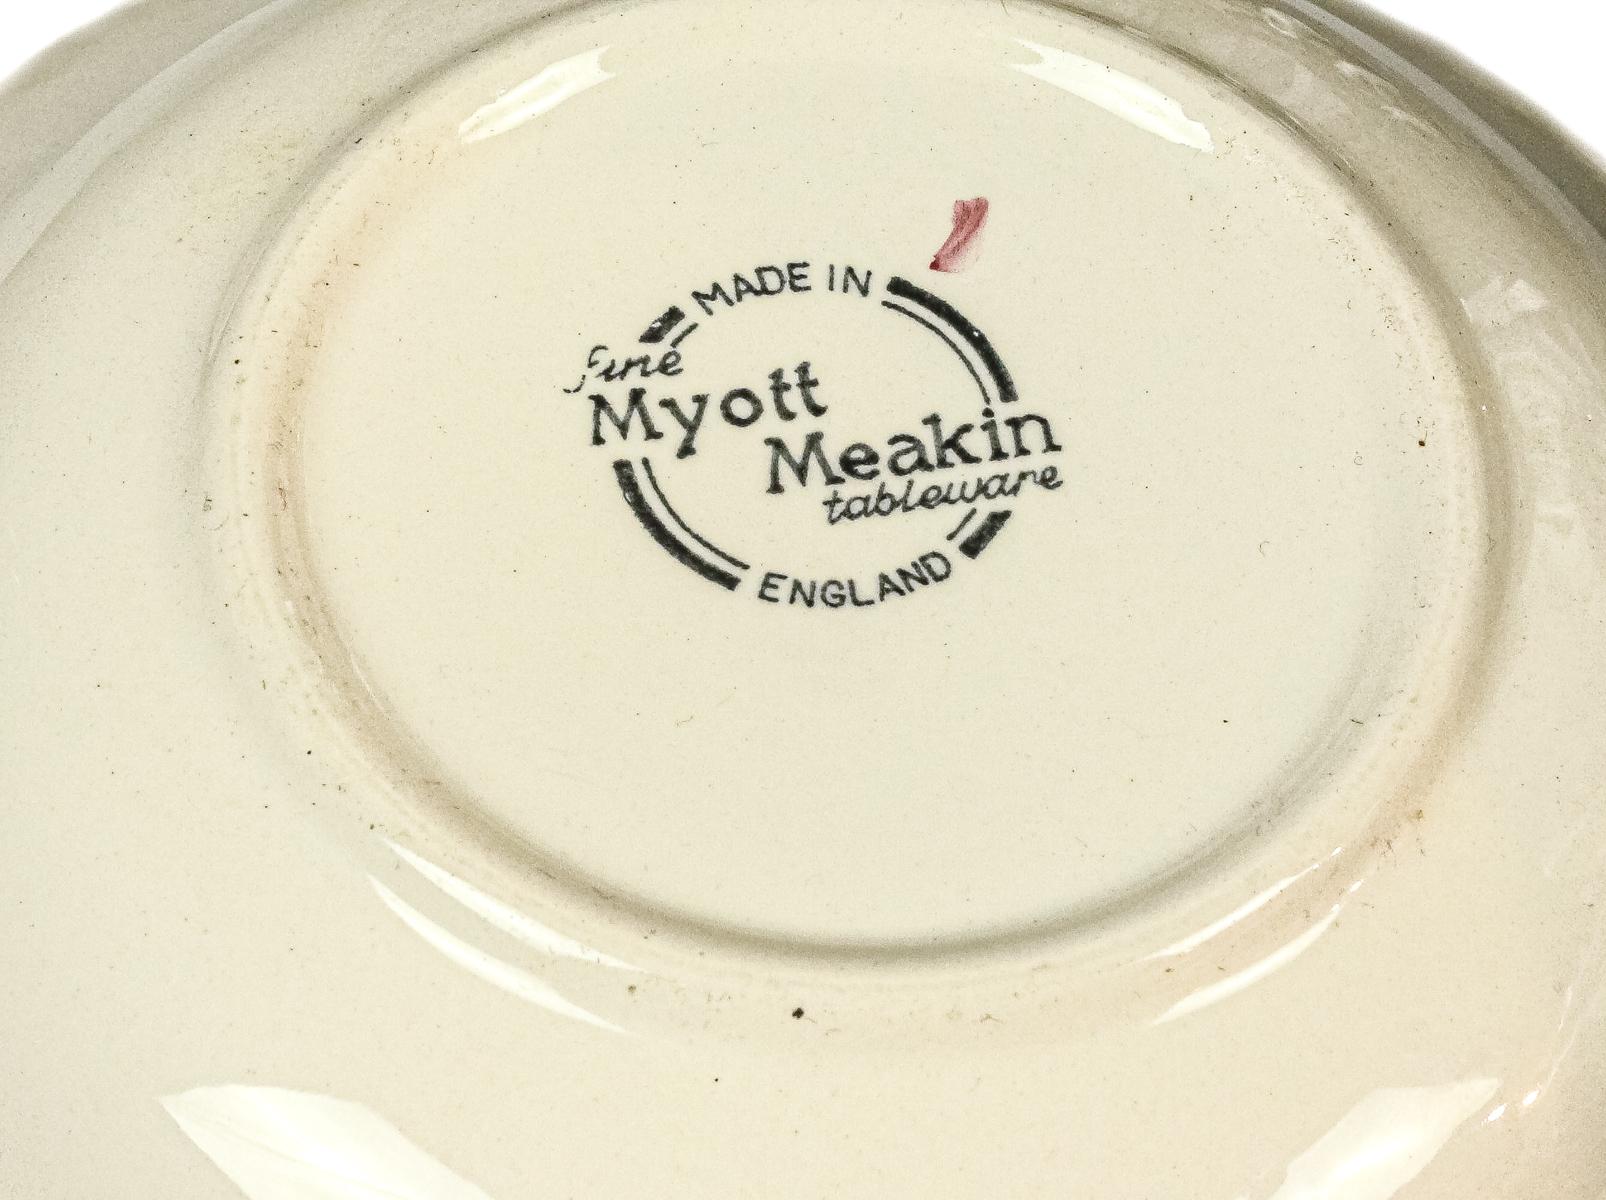 MADE IN
fine
Myott
Meakin
tableware
ENGLAND